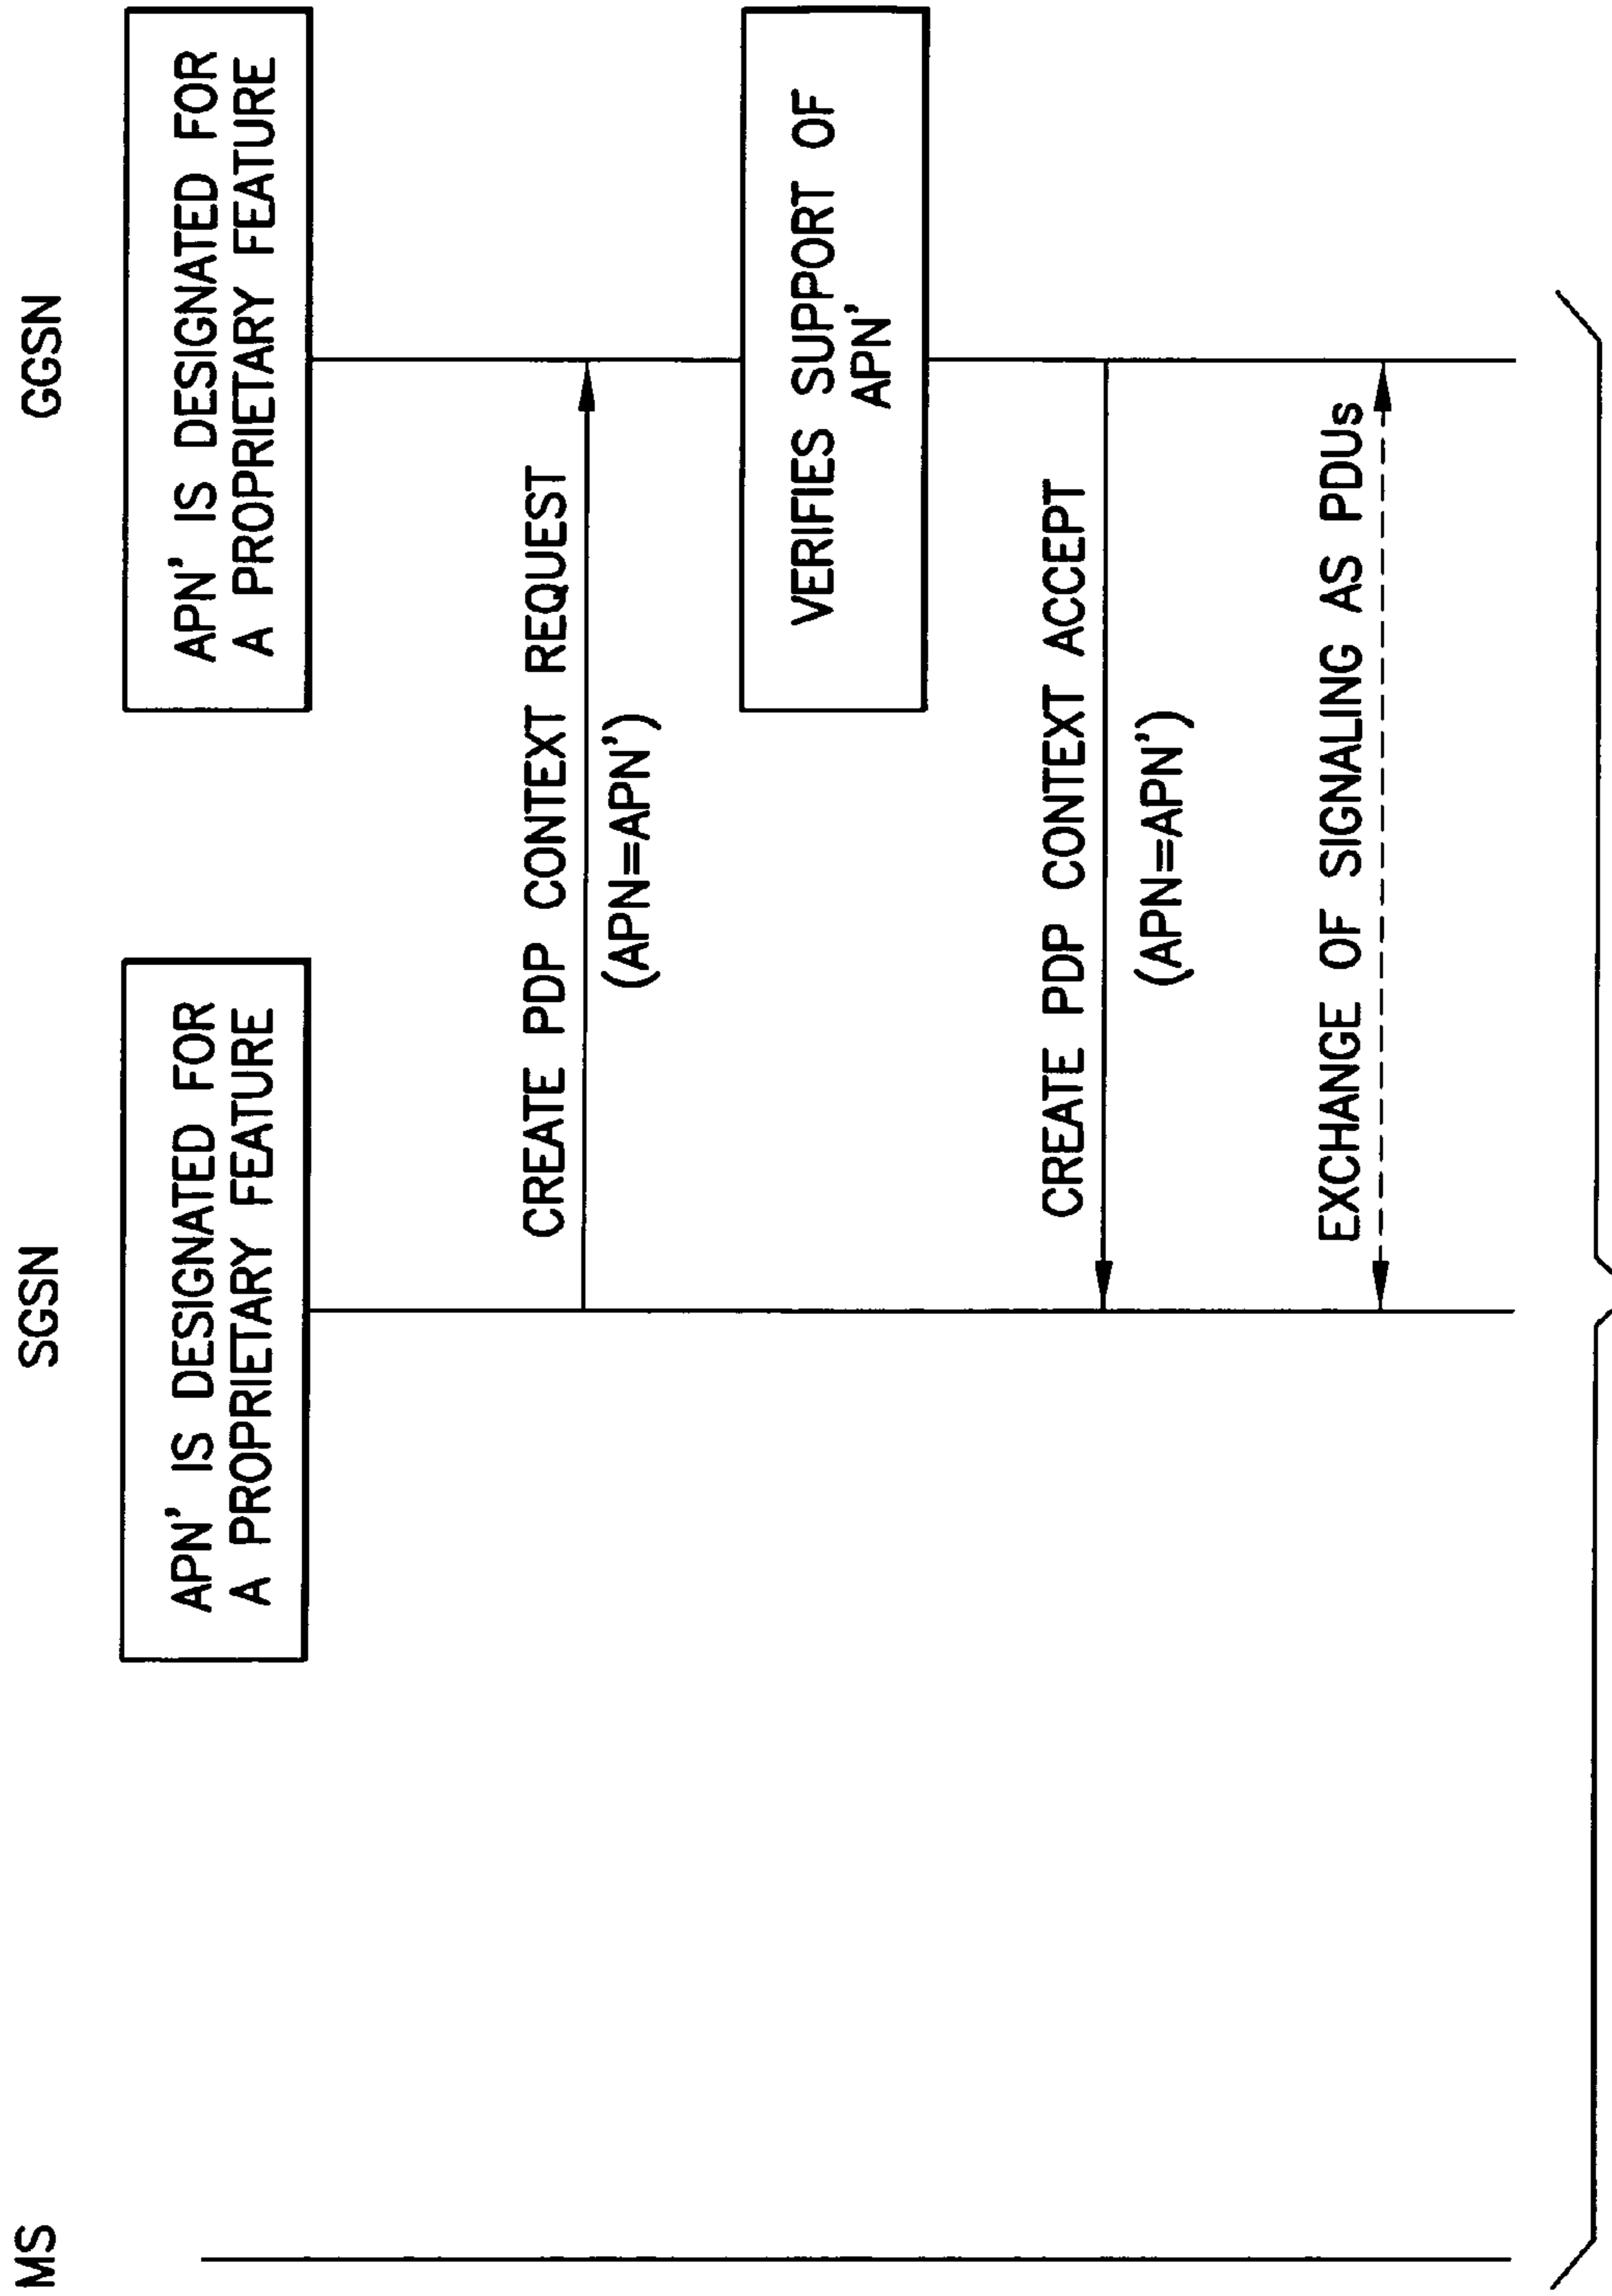 MS
SGSN
GGSN
APN' IS DESIGNATED FOR
A PROPRIETARY FEATURE
APN' IS DESIGNATED FOR
A PROPRIETARY FEATURE
CREATE PDP CONTEXT REQUEST
(APN=APN')
VERIFIES SUPPORT OF
APN'
CREATE PDP CONTEXT ACCEPT
(APN=APN')
EXCHANGE OF SIGNALING AS PDUs